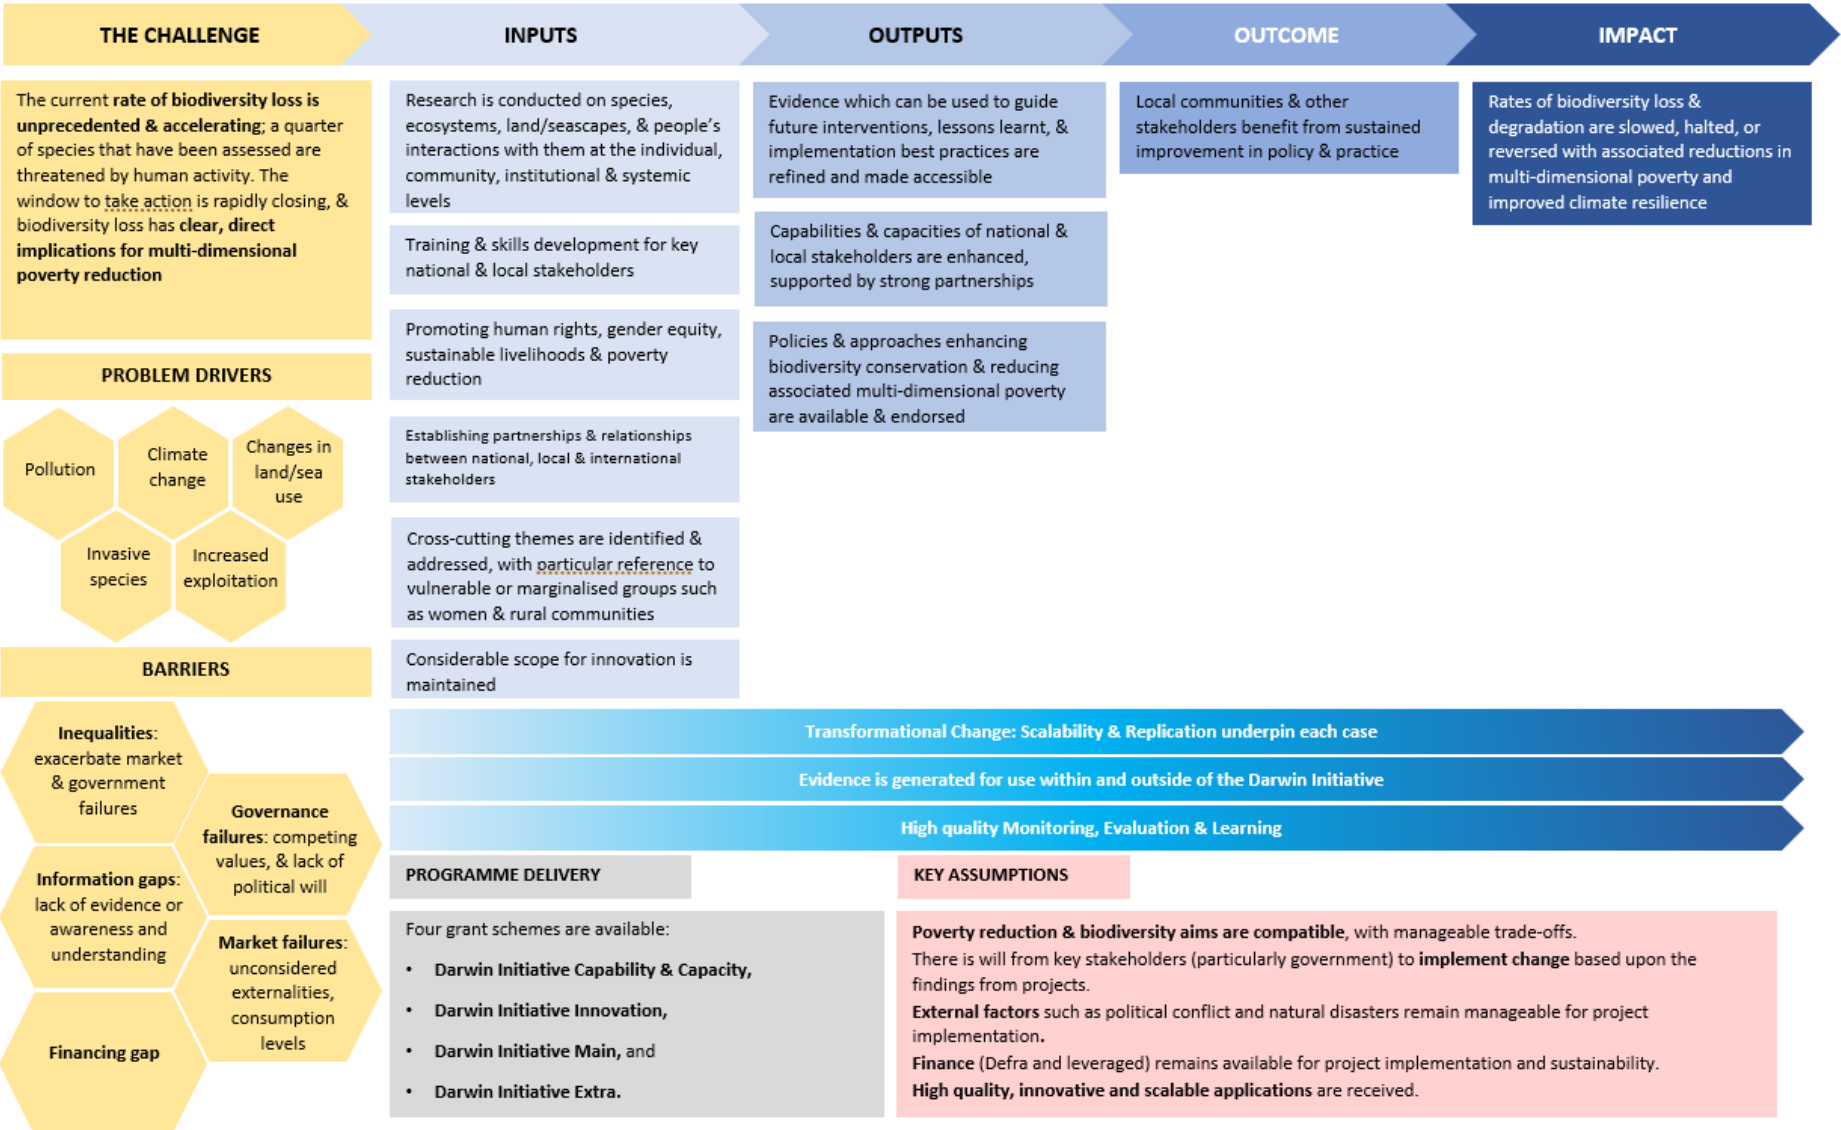 THE CHALLENGE
INPUTS
OUTPUTS
OUTCOME
IMPACT
The current rate of biodiversity loss is
unprecedented & accelerating; a quarter
of species that have been assessed are
threatened by human activity. The
window to take action is rapidly closing, &
biodiversity loss has clear, direct
implications for multi-dimensional
poverty reduction
PROBLEM DRIVERS
Pollution
Climate
change
Changes in
land/sea
use
Invasive
species
Increased
exploitation
BARRIERS
Inequalities:
exacerbate market
& government
failures
Governance
failures: competing
values, & lack of
political will
Information gaps:
lack of evidence or
awareness and
understanding
Market failures:
unconsidered
externalities,
consumption
levels
Financing gap
Research is conducted on species,
ecosystems, land/seascapes, & people's
interactions with them at the individual,
community, institutional & systemic
levels
Training & skills development for key
national & local stakeholders
Promoting human rights, gender equity,
sustainable livelihoods & poverty
reduction
Establishing partnerships & relationships
between national, local & international
stakeholders
Cross-cutting themes are identified &
addressed, with particular reference to
vulnerable or marginalised groups such
as women & rural communities
Considerable scope for innovation is
maintained
Evidence which can be used to guide
future interventions, lessons learnt, &
implementation best practices are
refined and made accessible
Capabilities & capacities of national &
local stakeholders are enhanced,
supported by strong partnerships
Policies & approaches enhancing
biodiversity conservation & reducing
associated multi-dimensional poverty
are available & endorsed
Local communities & other
stakeholders benefit from sustained
improvement in policy & practice
Rates of biodiversity loss &
degradation are slowed, halted, or
reversed with associated reductions in
multi-dimensional poverty and
improved climate resilience
Transformational Change: Scalability & Replication underpin each case
Evidence is generated for use within and outside of the Darwin Initiative
High quality Monitoring, Evaluation & Learning
PROGRAMME DELIVERY
Four grant schemes are available:
• Darwin Initiative Capability & Capacity,
• Darwin Initiative Innovation,
• Darwin Initiative Main, and
• Darwin Initiative Extra.
KEY ASSUMPTIONS
Poverty reduction & biodiversity aims are compatible, with manageable trade-offs.
There is will from key stakeholders (particularly government) to implement change based upon the
findings from projects.
External factors such as political conflict and natural disasters remain manageable for project
implementation.
Finance (Defra and leveraged) remains available for project implementation and sustainability.
High quality, innovative and scalable applications are received.